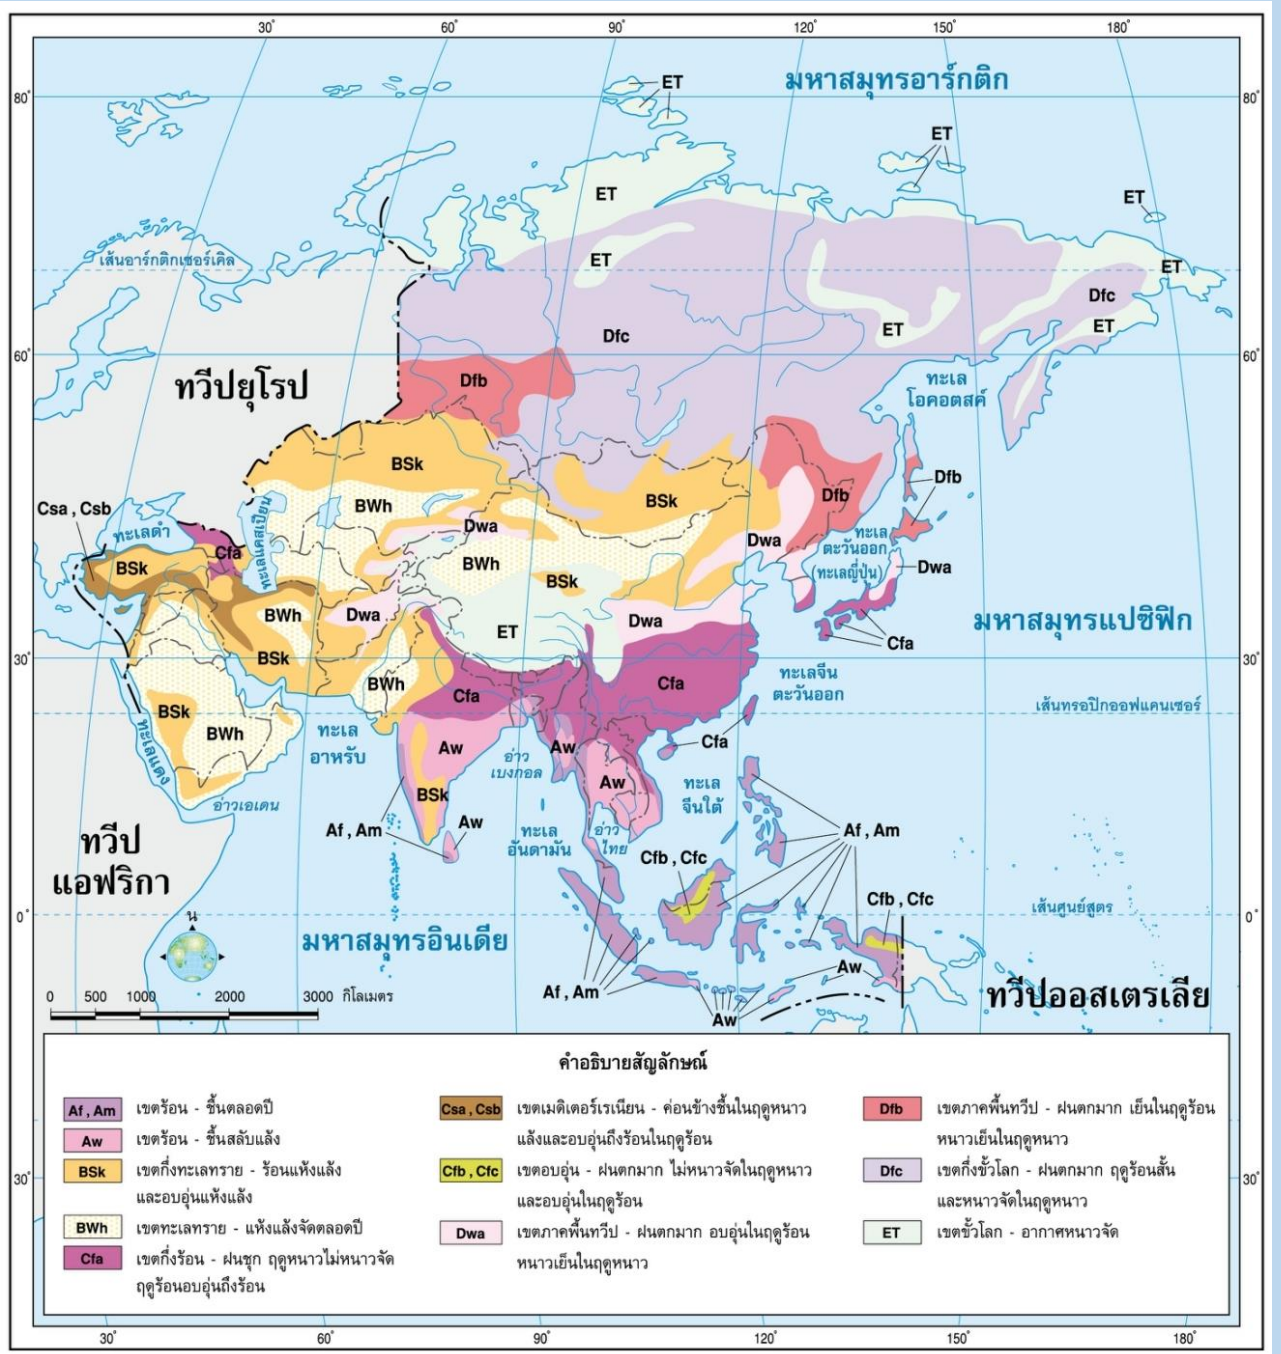 30°
60°
90°
120°
150°
180°
ET
มหาสมุทรอาร์กติก
80°
80°
ET
ET
ET
ET
เส้นอาร์กติกเซอร์เคิล
ET
Dfc
ET
Dfc
ET
ET
60°
60°
ทวีปยุโรป
Dfb
ทะเล
โอคอตสค์
BSk
Dfb
BWh
BSk
Dfb
Csa , Csb
ทะเลดำ
ทะเลแคสเปียน
Dwa
ทะเล
ตะวันออก
(ทะเลญี่ปุ่น)
Cfa
BSk
BWh
BSk
Dwa
Dwa
BWh
Dwa
Dwa
มหาสมุทรแปซิฟิก
ET
Cfa
30°
30°
BSk
BWh
Cfa
Cfa
ทะเลจีน
ตะวันออก
เส้นทรอปิกออฟแคนเซอร์
BSk
BWh
ทะเลแดง
ทะเล
อาหรับ
Aw
อ่าว
เบงกอล
Aw
Cfa
Aw
ทะเล
จีนใต้
BSk
อ่าวเอเดน
Af , Am
Aw
ทะเล
อันดามัน
อ่าว
ไทย
Af , Am
ทวีป
แอฟริกา
Cfb , Cfc
Cfb , Cfc
0°
น
เส้นศูนย์สูตร
0°
มหาสมุทรอินเดีย
Af , Am
Aw
Aw
ทวีปออสเตรเลีย
0 500 1000 2000 3000 กิโลเมตร
คำอธิบายสัญลักษณ์
Af , Am เขตร้อน - ชื้นตลอดปี
Aw เขตร้อน - ชื้นสลับแล้ง
BSk เขตกึ่งทะเลทราย - ร้อนแห้งแล้ง
และอบอุ่นแห้งแล้ง
BWh เขตทะเลทราย - แห้งแล้งจัดตลอดปี
Cfa เขตกึ่งร้อน - ฝนชุก ฤดูหนาวไม่หนาวจัด
ฤดูร้อนอบอุ่นถึงร้อน
Csa , Csb เขตเมดิเตอร์เรเนียน - ค่อนข้างชื้นในฤดูหนาว
แล้งและอบอุ่นถึงร้อนในฤดูร้อน
Cfb , Cfc เขตอบอุ่น - ฝนตกมาก ไม่หนาวจัดในฤดูหนาว
และอบอุ่นในฤดูร้อน
Dwa เขตภาคพื้นทวีป - ฝนตกมาก อบอุ่นในฤดูร้อน
หนาวเย็นในฤดูหนาว
Dfb เขตภาคพื้นทวีป - ฝนตกมาก เย็นในฤดูร้อน
หนาวเย็นในฤดูหนาว
Dfc เขตกึ่งขั้วโลก - ฝนตกมาก ฤดูร้อนสั้น
และหนาวจัดในฤดูหนาว
ET เขตขั้วโลก - อากาศหนาวจัด
30°
30°
30°
60°
90°
120°
150°
180°